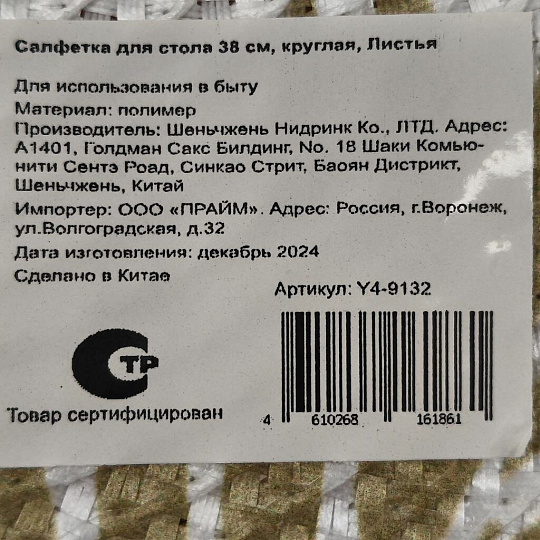 Салфетка для стола 38 см, круглая, Листья
Для использования в быту
Материал: полимер
Производитель: Шеньчжень Нидринк Ко., ЛТД. Адрес:
А1401, Голдман Сакс Билдинг, No. 18 Шаки Комью-
нити Сентэ Роад, Синкао Стрит, Баоян Дистрикт,
Шеньчжень, Китай
Импортер: ООО «ПРАЙМ». Адрес: Россия, г.Воронеж,
ул.Волгоградская, д.32
Дата изготовления: декабрь 2024
Сделано в Китае
Артикул: Y4-9132
СТР
Товар сертифицирован
4 610268 161861